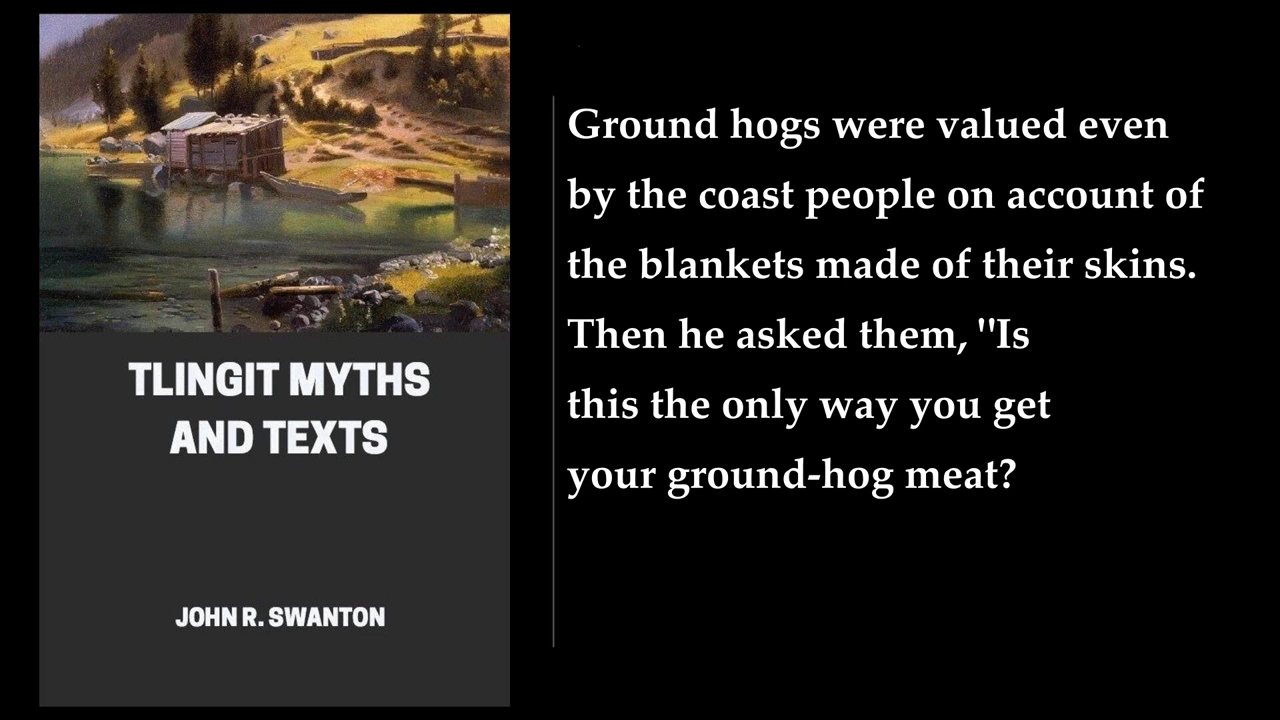 TLINGIT MYTHS
AND TEXTS
JOHN R. SWANTON
Ground hogs were valued even
by the coast people on account of
the blankets made of their skins.
Then he asked them, "Is
this the only way you get
your ground-hog meat?